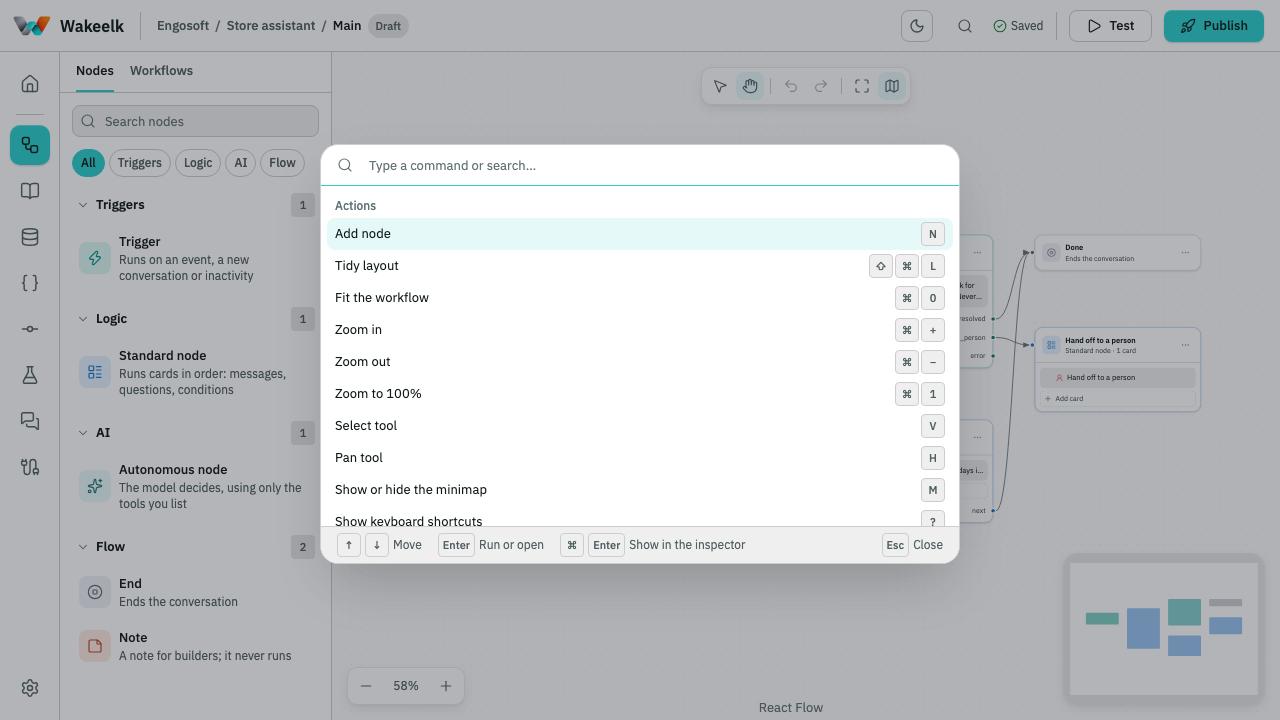 Wakeelk
Engosoft / Store assistant / Main Draft
Saved
Test
Publish
Nodes
Workflows
Search nodes
All
Triggers
Logic
AI
Flow
Triggers
1
Trigger
Runs on an event, a new
conversation or inactivity
Logic
1
Standard node
Runs cards in order: messages,
questions, conditions
AI
1
Autonomous node
The model decides, using only the
tools you list
Flow
2
End
Ends the conversation
Note
A note for builders; it never runs
Type a command or search...
Actions
Add node N
Tidy layout ⇧ ⌘ L
Fit the workflow ⌘ 0
Zoom in ⌘ +
Zoom out ⌘ −
Zoom to 100% ⌘ 1
Select tool V
Pan tool H
Show or hide the minimap M
Show keyboard shortcuts ?
↑ ↓ Move Enter Run or open ⌘ Enter Show in the inspector Esc Close
k for
lever...
resolved
_person
error
days i...
next
Done
Ends the conversation
Hand off to a person
Standard node · 1 card
Hand off to a person
+ Add card
58%
React Flow